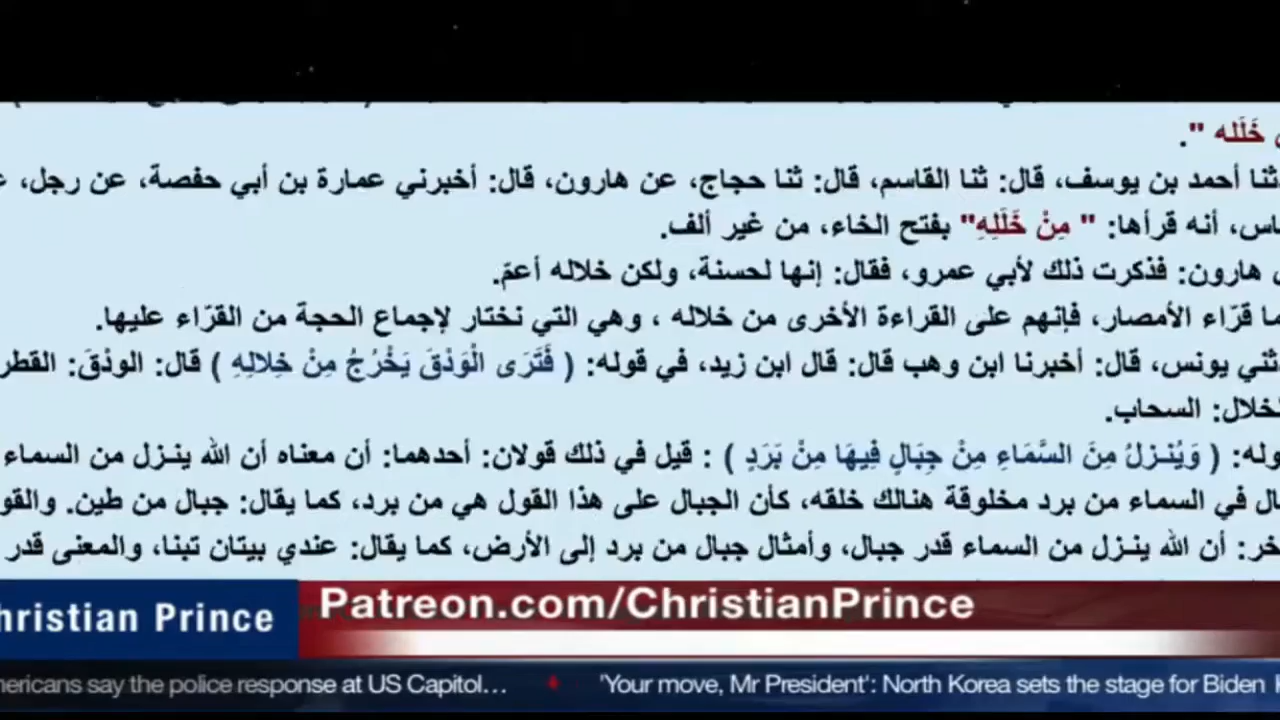 خَلَله ".
ثنا أحمد بن يوسف، قال: ثنا القاسم، قال: ثنا حجاج، عن هارون، قال: أخبرني عمارة بن أبي حفصة، عن رجل،
أنه قرأها: " مِنْ خَلَلِهِ" بفتح الخاء، من غير ألف.
هارون: فذكرت ذلك لأبي عمرو، فقال: إنها لحسنة، ولكن خلاله أعمّ.
قرّاء الأمصار، فإنهم على القراءة الأخرى من خلاله ، وهي التي نختار لإجماع الحجة من القرّاء عليها.
ثني يونس، قال: أخبرنا ابن وهب قال: قال ابن زيد، في قوله: ( فَتَرَى الْوَدْقَ يَخْرُجُ مِنْ خِلالِهِ ) قال: الودْقَ: القطر
لخلال: السحاب.
وله: ( وَيُنـزلُ مِنَ السَّمَاءِ مِنْ جِبَالٍ فِيهَا مِنْ بَرَدٍ ) : قيل في ذلك قولان: أحدهما: أن معناه أن الله ينـزل من السماء
ال في السماء من برد مخلوقة هنالك خلقه، كأن الجبال على هذا القول هي من برد، كما يقال: جبال من طين. والقو
خر: أن الله ينـزل من السماء قدر جبال، وأمثال جبال من برد إلى الأرض، كما يقال: عندي بيتان تبنا، والمعنى قدر
Patreon.com/ChristianPrince
hristian Prince
mericans say the police response at US Capitol... 'Your move, Mr President': North Korea sets the stage for Biden